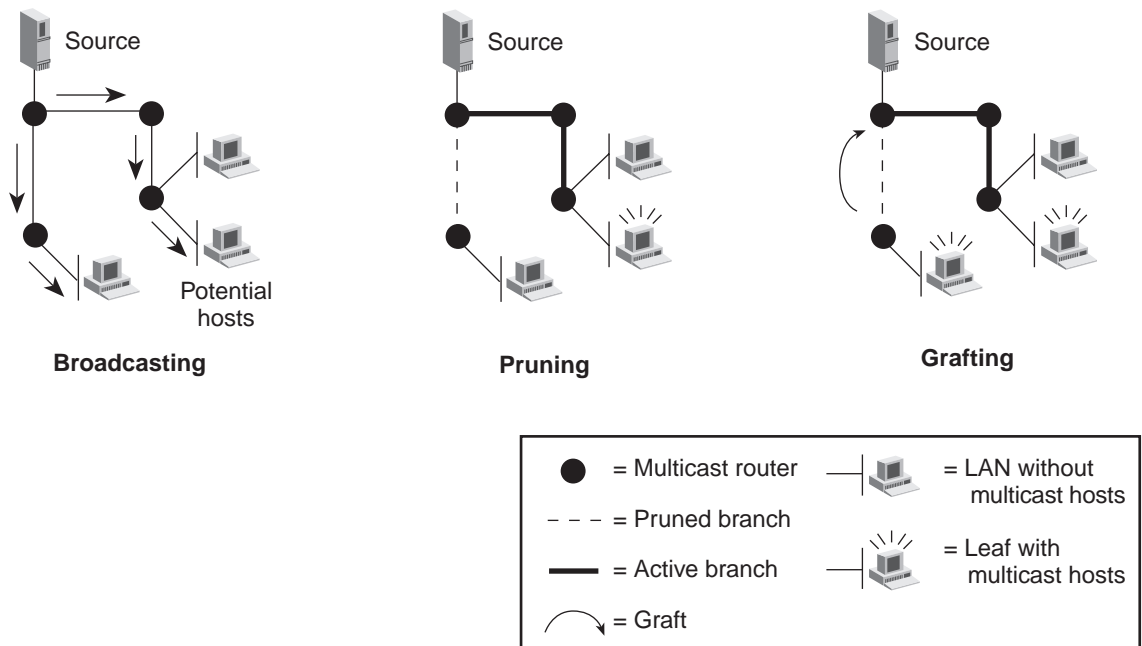 Source
Source
Source
Potential
hosts
Broadcasting
Pruning
Grafting
= Multicast router
= Pruned branch
= Active branch
= Graft
= LAN without
multicast hosts
= Leaf with
multicast hosts